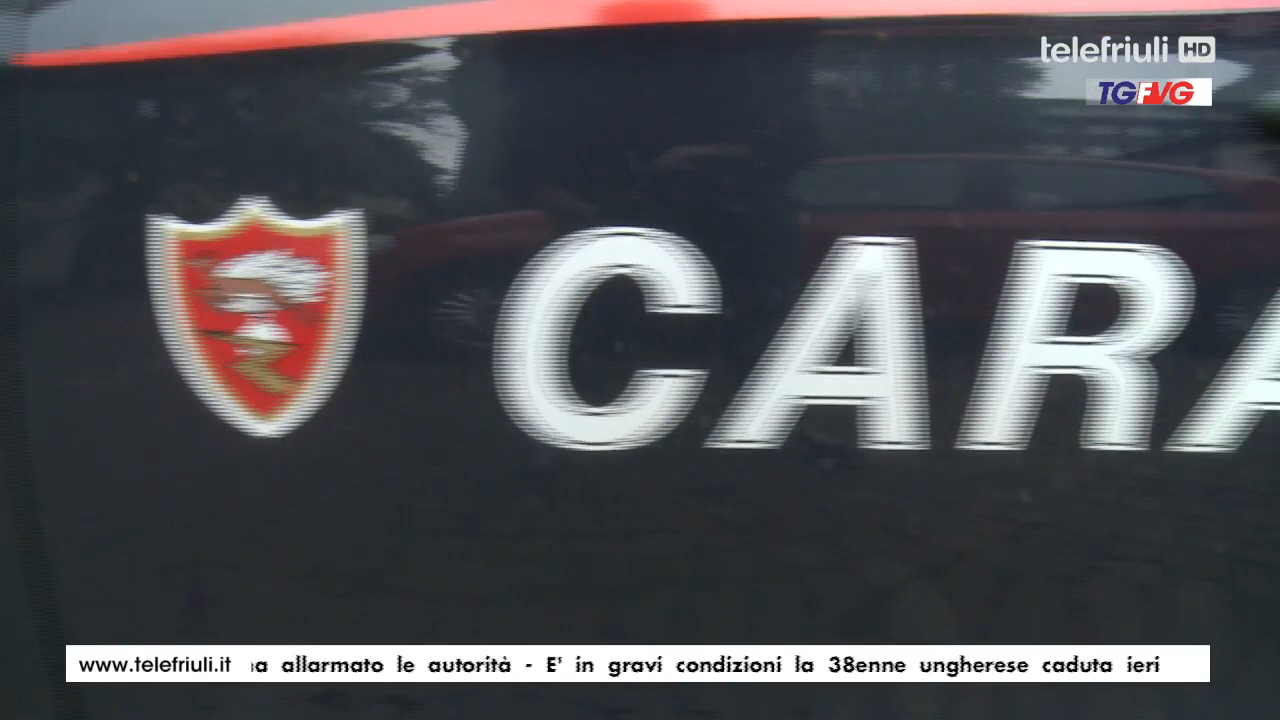 telefriuli HD
TGFVG
CARA
www.telefriuli.it a allarmato le autorità - E' in gravi condizioni la 38enne ungherese caduta ieri